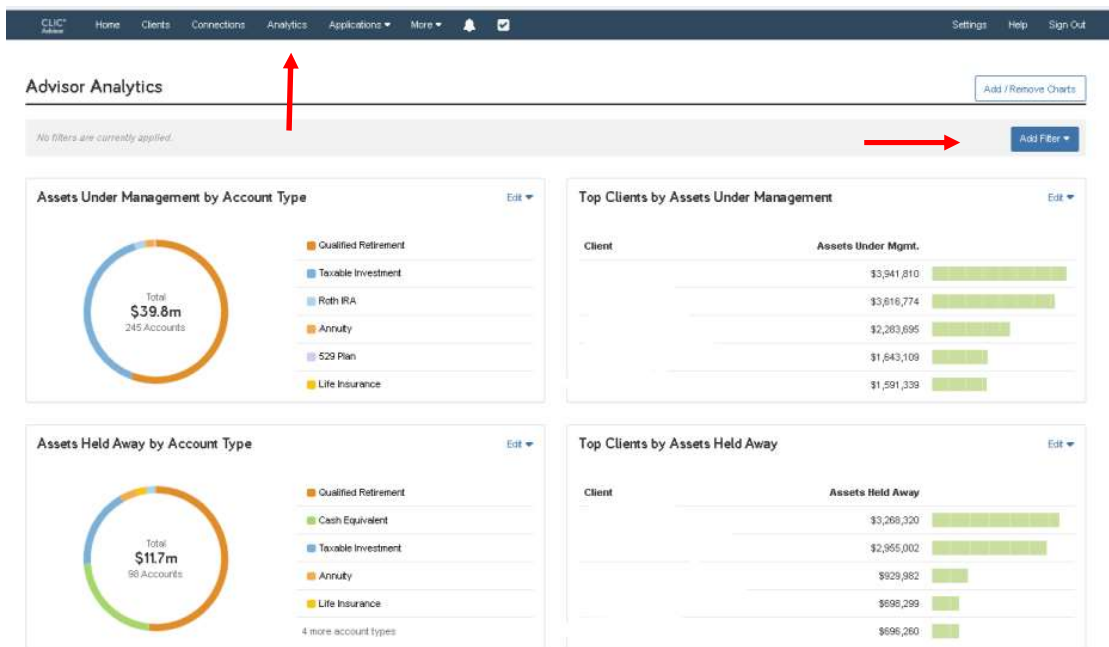 CLIC® Home Clients Connections Analytics Applications More Settings Help Sign Out
Advisor
Advisor Analytics
Add / Remove Charts
No filters are currently applied.
Add Filter
Assets Under Management by Account Type
Edit
Total
$39.8m
245 Accounts
Qualified Retirement
Taxable Investment
Roth IRA
Annuity
529 Plan
Life Insurance
Top Clients by Assets Under Management
Edit
Client Assets Under Mgmt.
$3,941,810
$3,616,774
$2,283,695
$1,643,109
$1,591,339
Assets Held Away by Account Type
Edit
Total
$11.7m
98 Accounts
Qualified Retirement
Cash Equivalent
Taxable Investment
Annuity
Life Insurance
4 more account types
Top Clients by Assets Held Away
Edit
Client Assets Held Away
$3,268,320
$2,955,002
$929,982
$698,299
$696,260